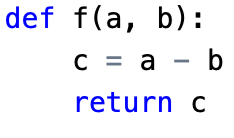 def f(a, b):
    c = a - b
    return c